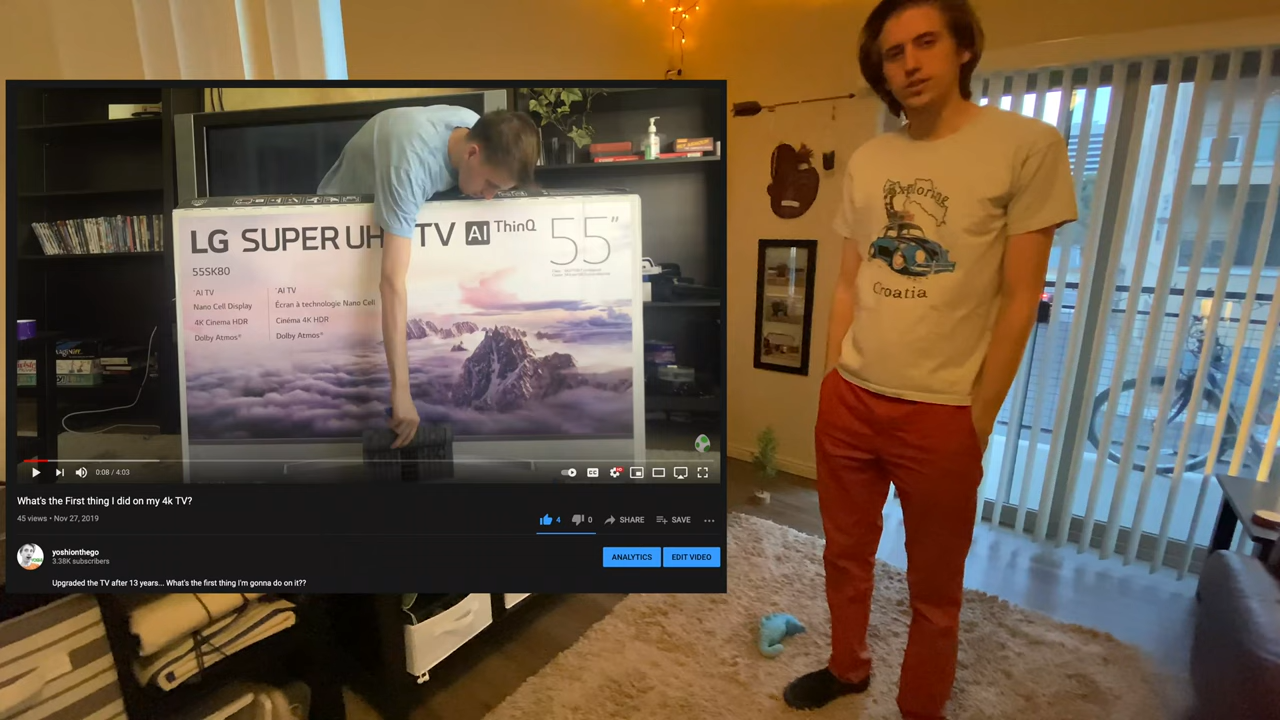 LG SUPER UH TV AI ThinQ 55"
55SK80
*AI TV
Nano Cell Display
4K Cinema HDR
Dolby Atmos®
*AI TV
Écran à technologie Nano Cell
Cinéma 4K HDR
Dolby Atmos®
0:08 / 4:03
CC
What's the First thing I did on my 4k TV?
45 views • Nov 27, 2019
4
0
SHARE
SAVE
yoshionthego
3.38K subscribers
ANALYTICS
EDIT VIDEO
Upgraded the TV after 13 years... What's the first thing I'm gonna do on it??
Exploring
Croatia